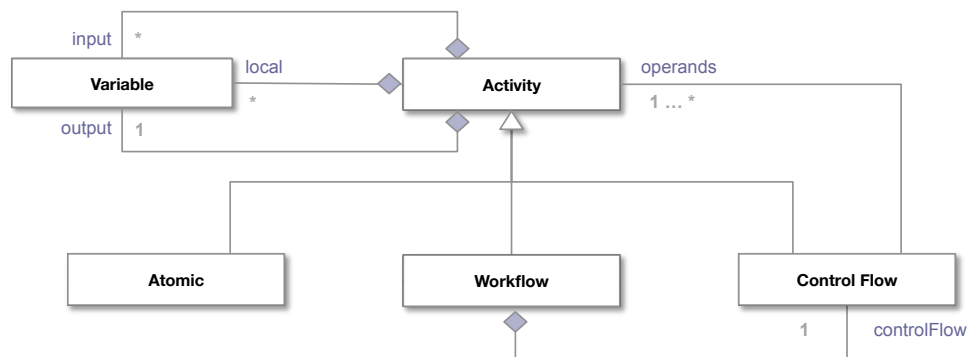 input *
Variable
local
*
Activity
operands
1 ... *
output 1
Atomic
Workflow
Control Flow
1 controlFlow